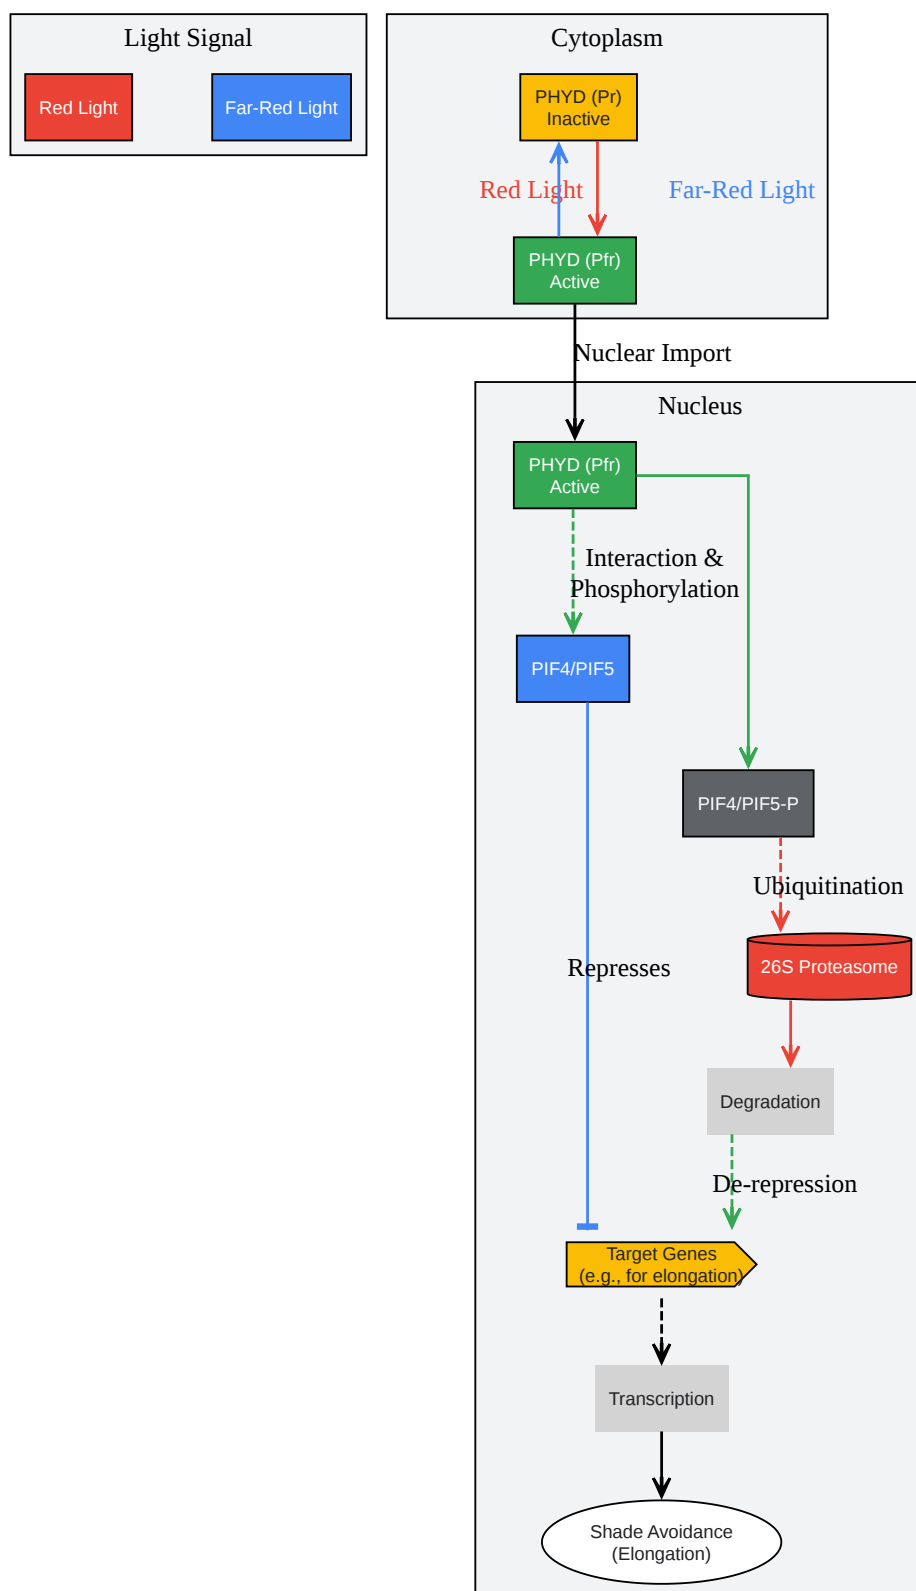 Light Signal
Red Light
Far-Red Light
Cytoplasm
PHYD (Pr)
Inactive
Red Light
Far-Red Light
PHYD (Pfr)
Active
Nuclear Import
Nucleus
PHYD (Pfr)
Active
Interaction &
Phosphorylation
PIF4/PIF5
PIF4/PIF5-P
Ubiquitination
Represses
26S Proteasome
Degradation
De-repression
Target Genes
(e.g., for elongation)
Transcription
Shade Avoidance
(Elongation)